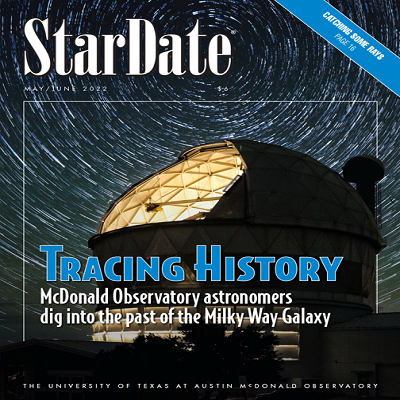 CATCHING SOME RAYS
PAGE 16
StarDate®
MAY/JUNE 2022 $6
TRACING HISTORY
McDonald Observatory astronomers
dig into the past of the Milky Way Galaxy
THE UNIVERSITY OF TEXAS AT AUSTIN McDONALD OBSERVATORY